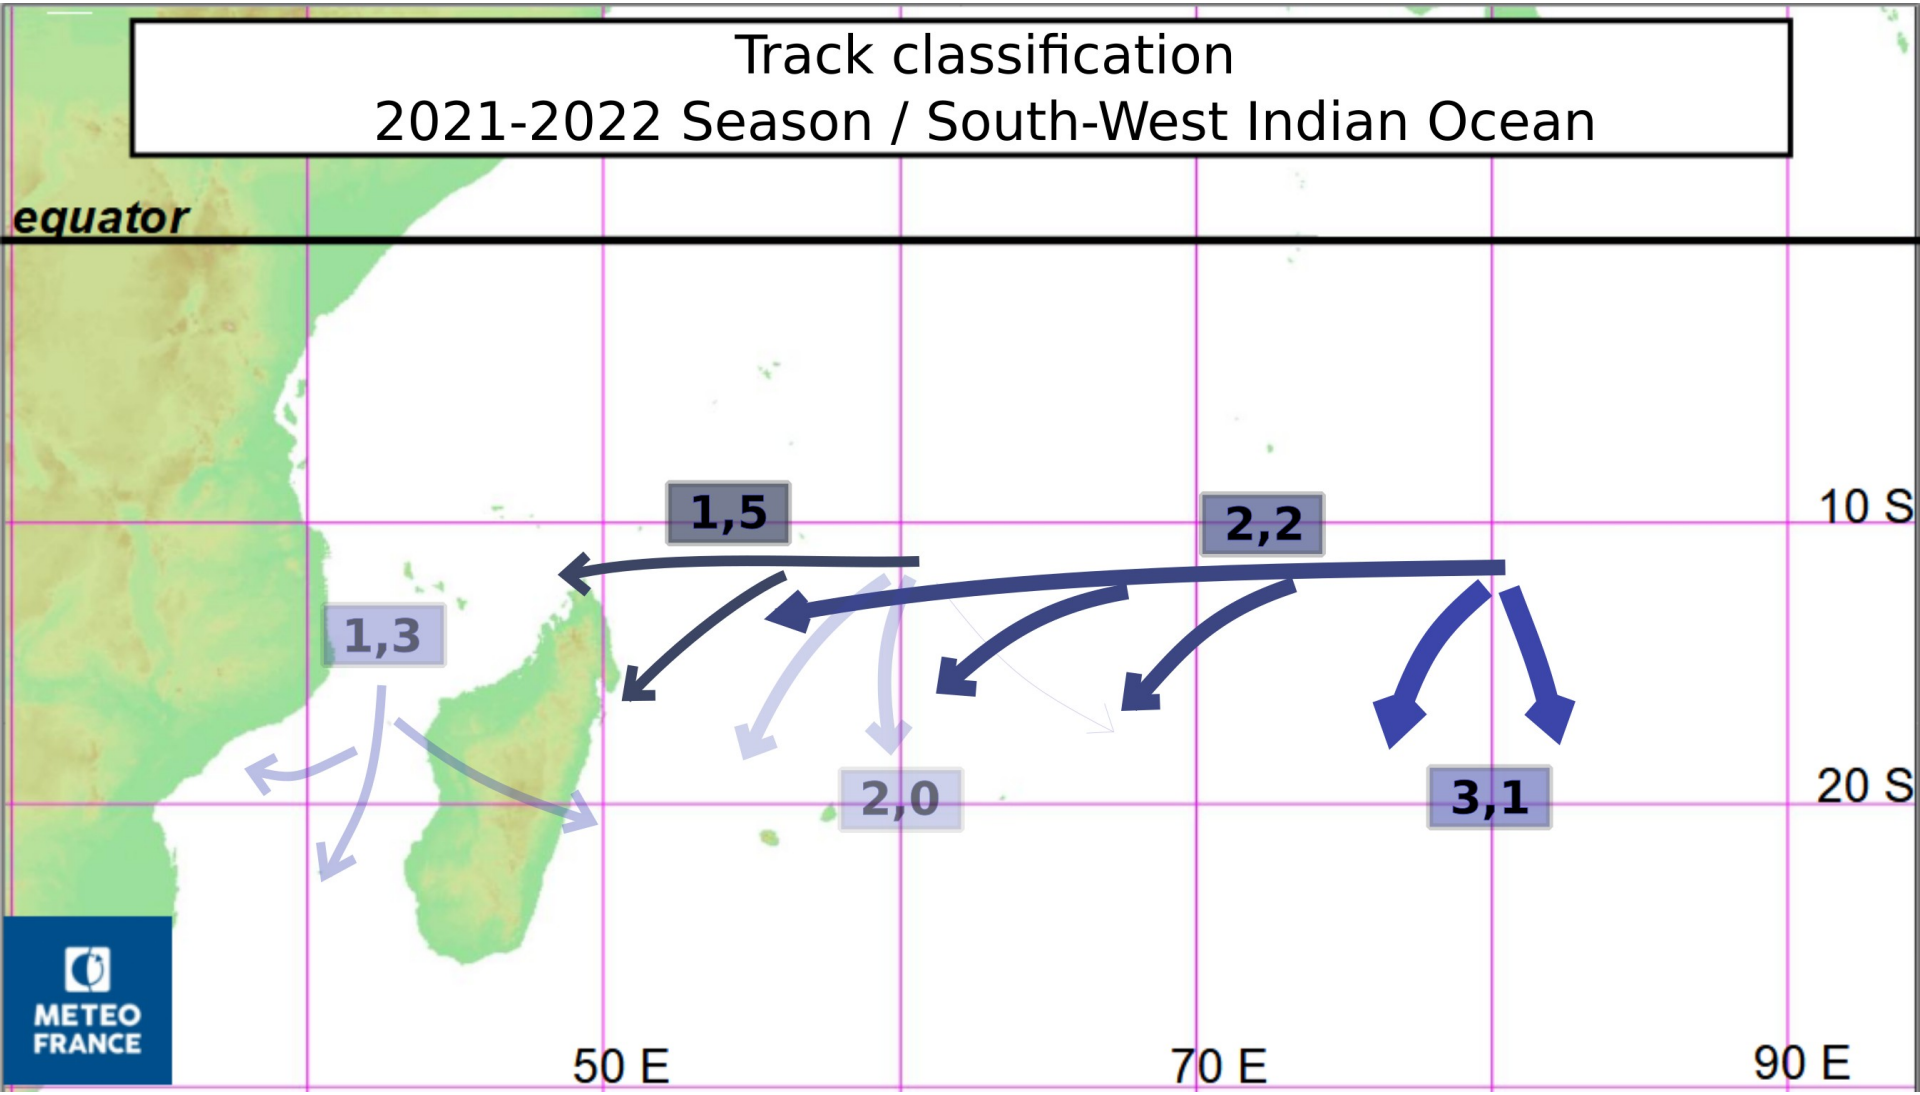 Track classification
2021-2022 Season / South-West Indian Ocean
equator
1,5
2,2
10 S
1,3
2,0
3,1
20 S
METEO
FRANCE
50 E
70 E
90 E